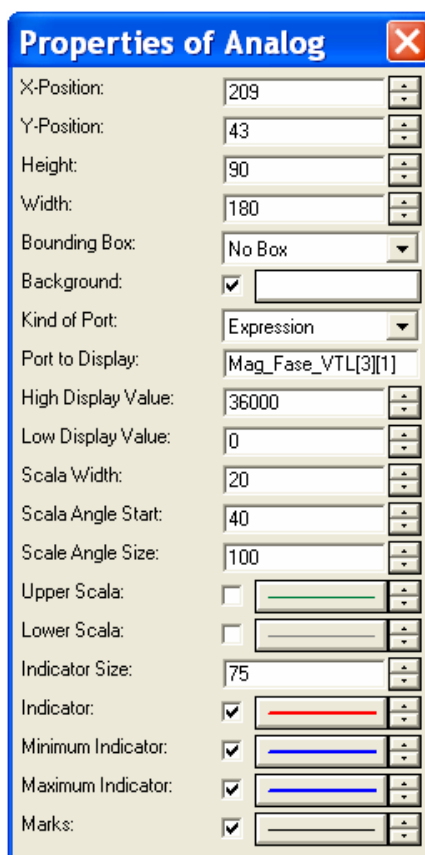 Properties of Analog
X-Position: 209
Y-Position: 43
Height: 90
Width: 180
Bounding Box: No Box
Background:
Kind of Port: Expression
Port to Display: Mag_Fase_VTL[3][1]
High Display Value: 36000
Low Display Value: 0
Scala Width: 20
Scala Angle Start: 40
Scale Angle Size: 100
Upper Scala:
Lower Scala:
Indicator Size: 75
Indicator:
Minimum Indicator:
Maximum Indicator:
Marks: